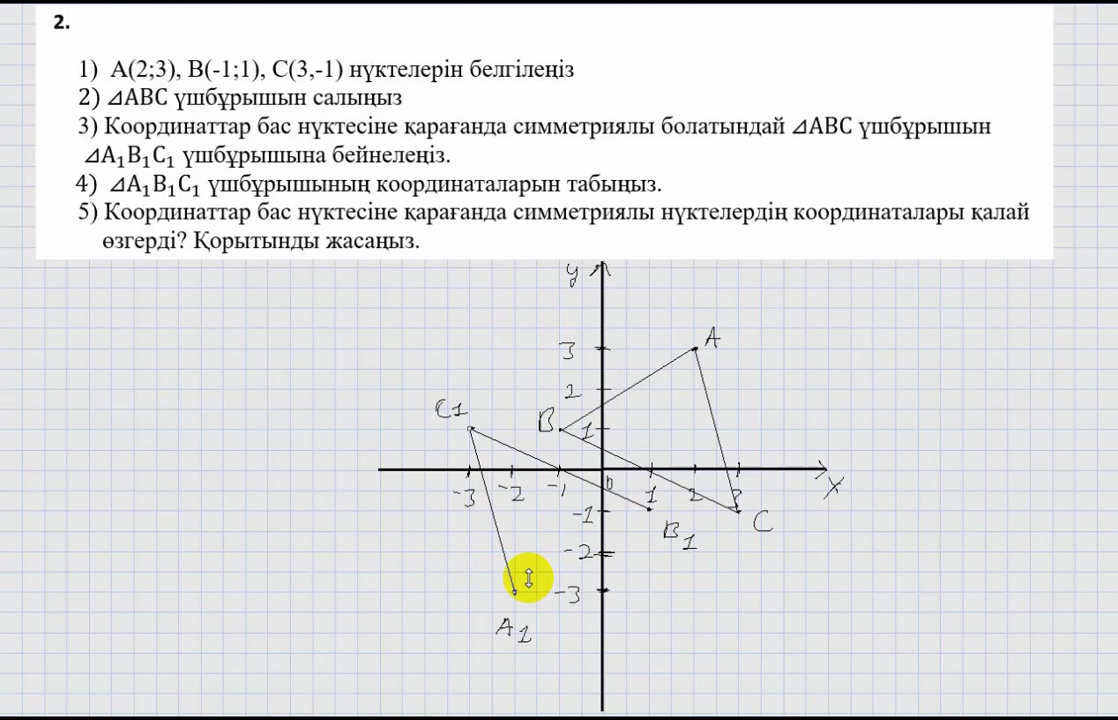 2.
1) A(2;3), B(-1;1), C(3,-1) нүктелерін белгілеңіз
2) ⊿ABC үшбұрышын салыңыз
3) Координаттар бас нүктесіне қарағанда симметриялы болатындай ⊿ABC үшбұрышын
⊿A₁B₁C₁ үшбұрышына бейнелеңіз.
4) ⊿A₁B₁C₁ үшбұрышының координаталарын табыңыз.
5) Координаттар бас нүктесіне қарағанда симметриялы нүктелердің координаталары қалай
өзгерді? Қорытынды жасаңыз.
y
A
3
2
C1
B
1
-3 -2 -1 0 1 2 3
x
-1
B1
C
-2
-3
A1